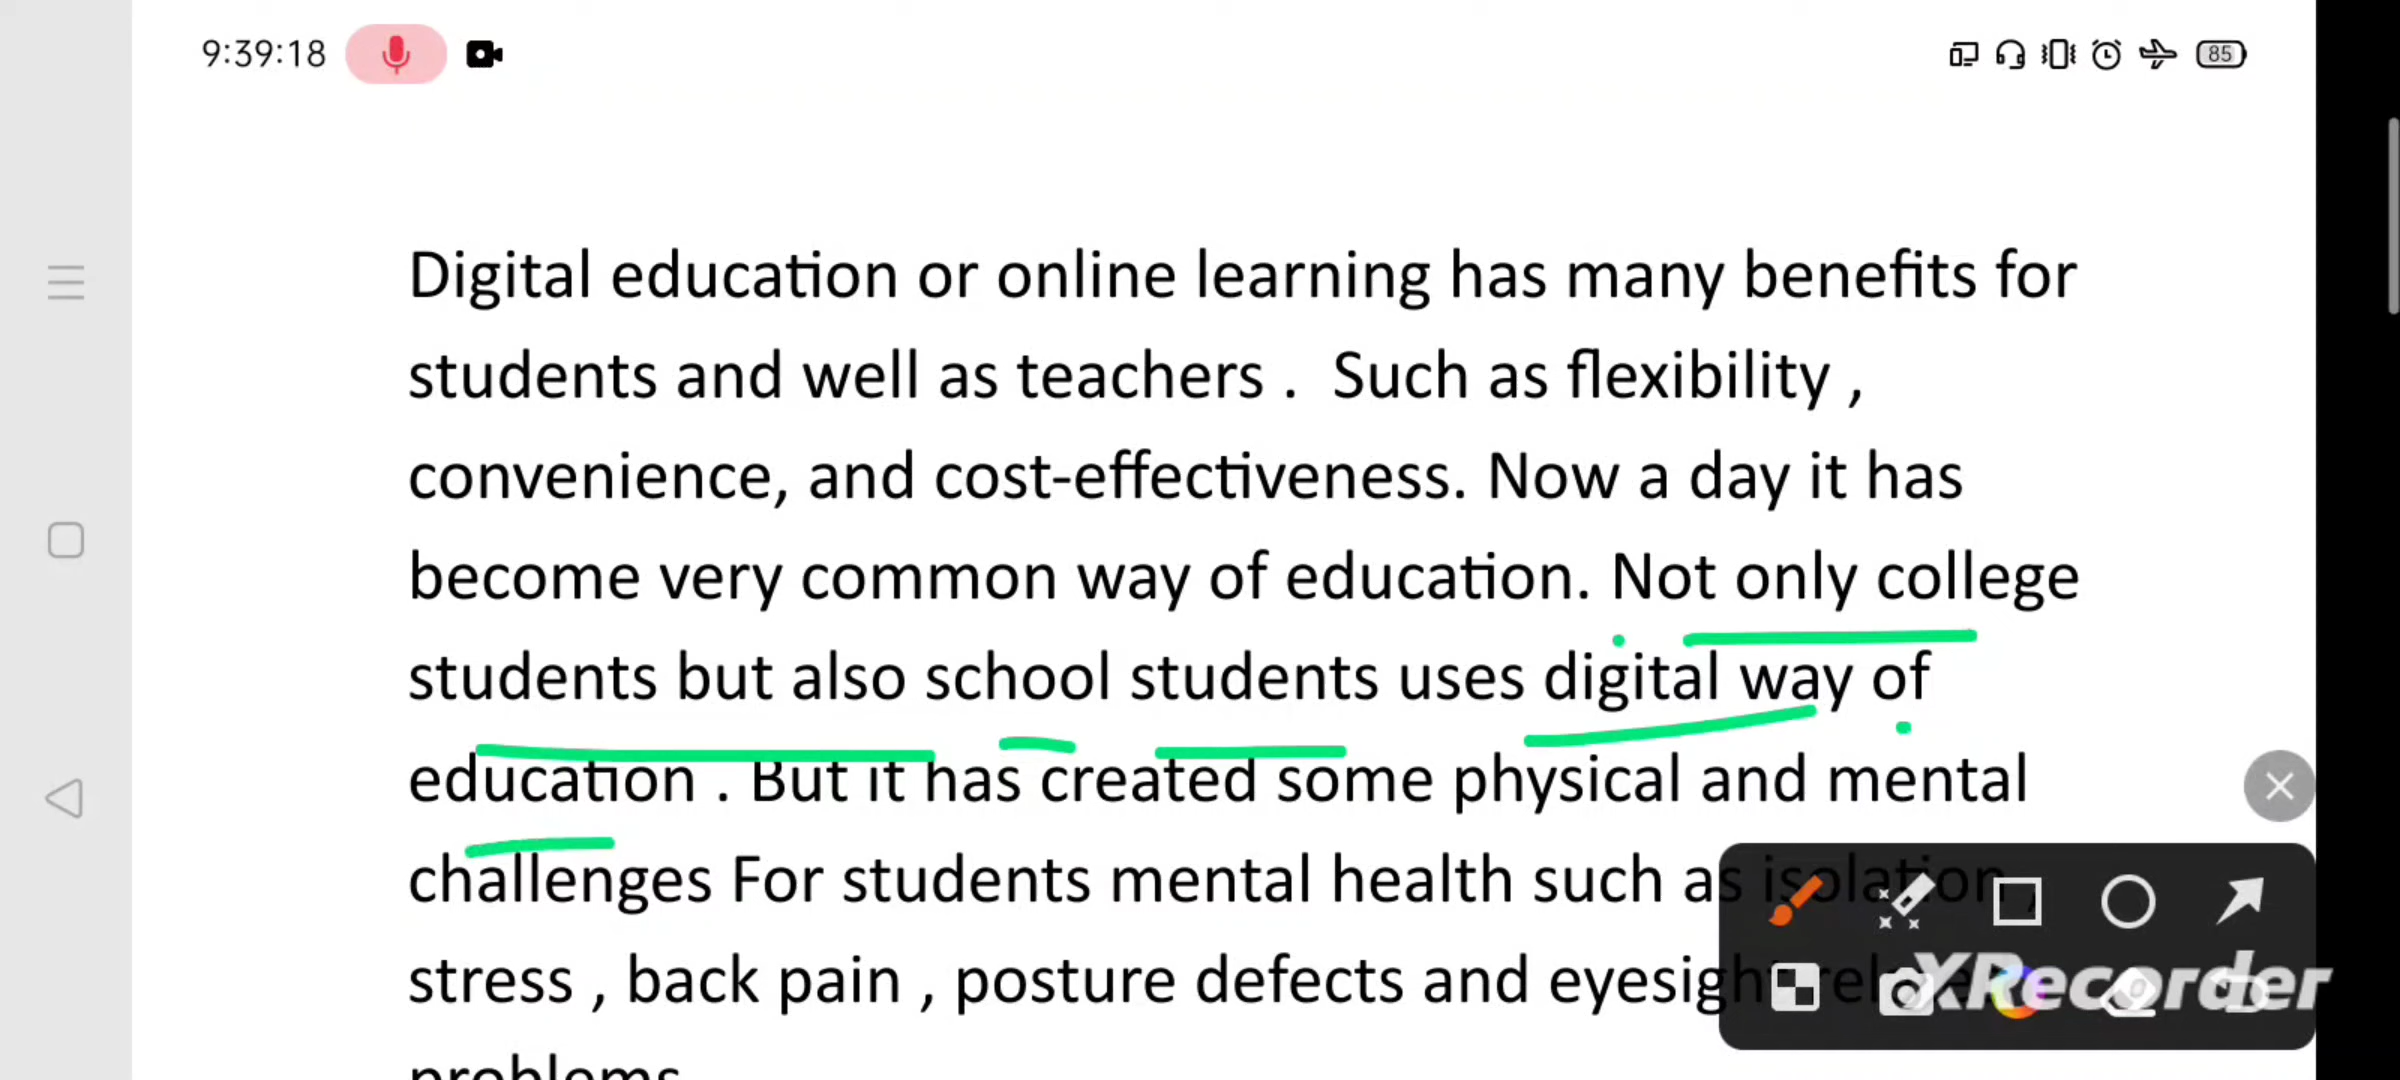 9:39:18
85
Digital education or online learning has many benefits for
students and well as teachers .  Such as flexibility ,
convenience, and cost-effectiveness. Now a day it has
become very common way of education. Not only college
students but also school students uses digital way of
education . But it has created some physical and mental
challenges For students mental health such as isolation ,
stress , back pain , posture defects and eyesight
problems
XRecorder